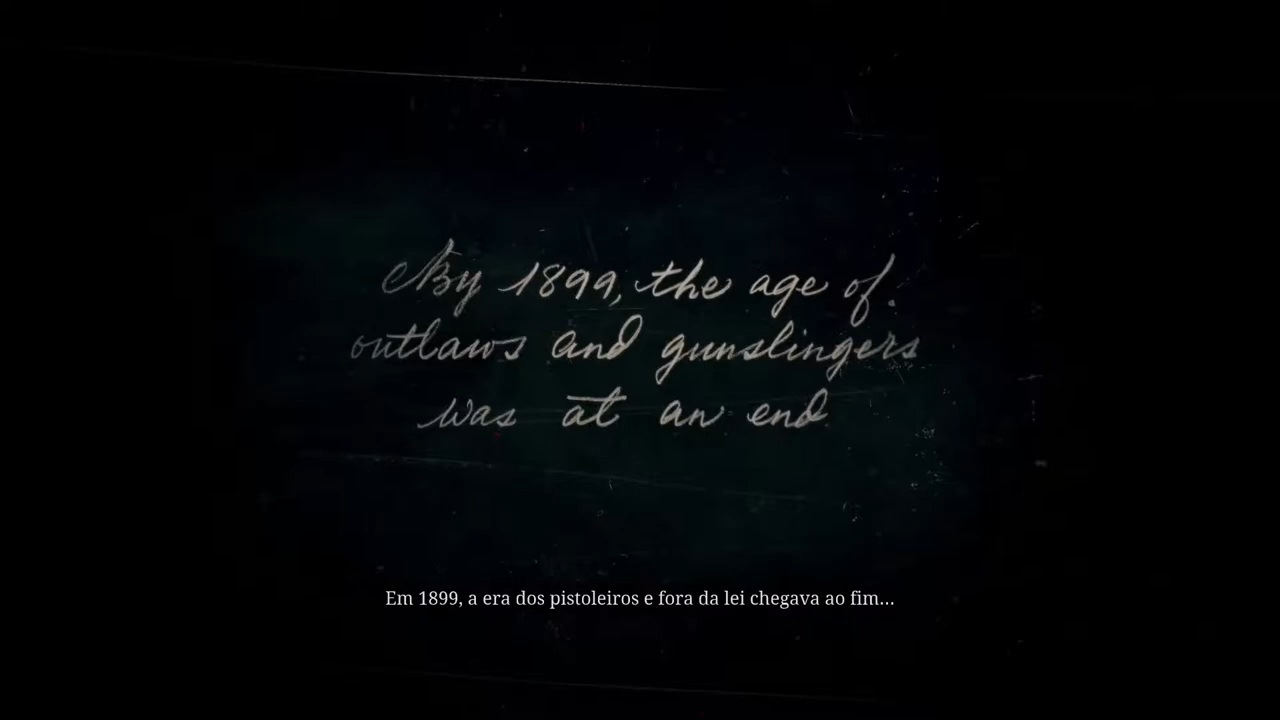 By 1899, the age of
outlaws and gunslingers
was at an end
Em 1899, a era dos pistoleiros e fora da lei chegava ao fim...